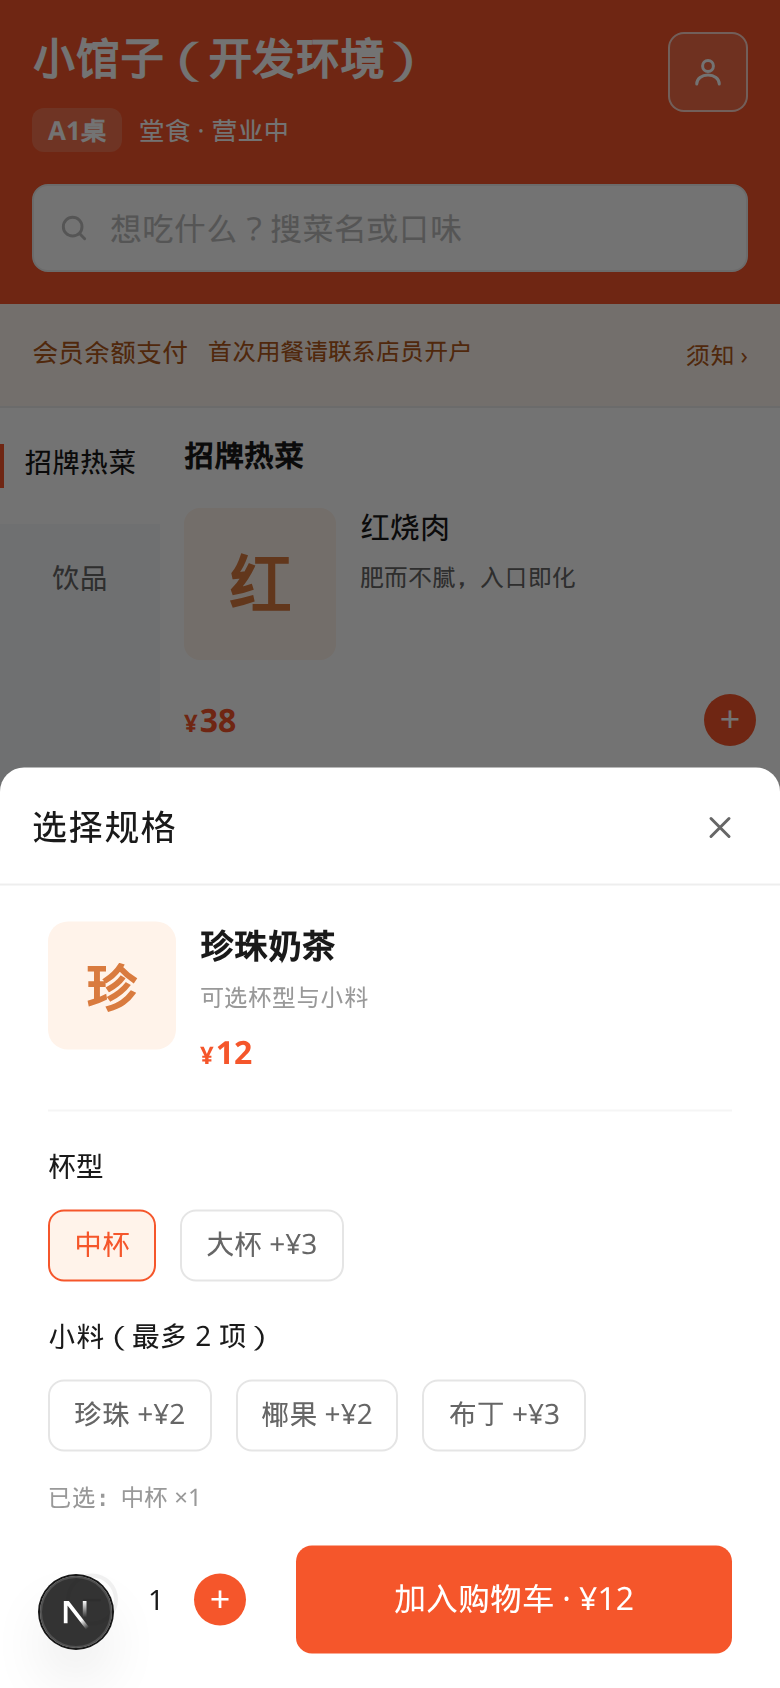 小馆子（开发环境）
A1桌 堂食 · 营业中
想吃什么？搜菜名或口味
会员余额支付 首次用餐请联系店员开户 须知 ›
招牌热菜
饮品
招牌热菜
红
红烧肉
肥而不腻，入口即化
¥38 +
选择规格
珍
珍珠奶茶
可选杯型与小料
¥12
杯型
中杯 大杯 +¥3
小料（最多 2 项）
珍珠 +¥2 椰果 +¥2 布丁 +¥3
已选：中杯 ×1
N 1 + 加入购物车 · ¥12